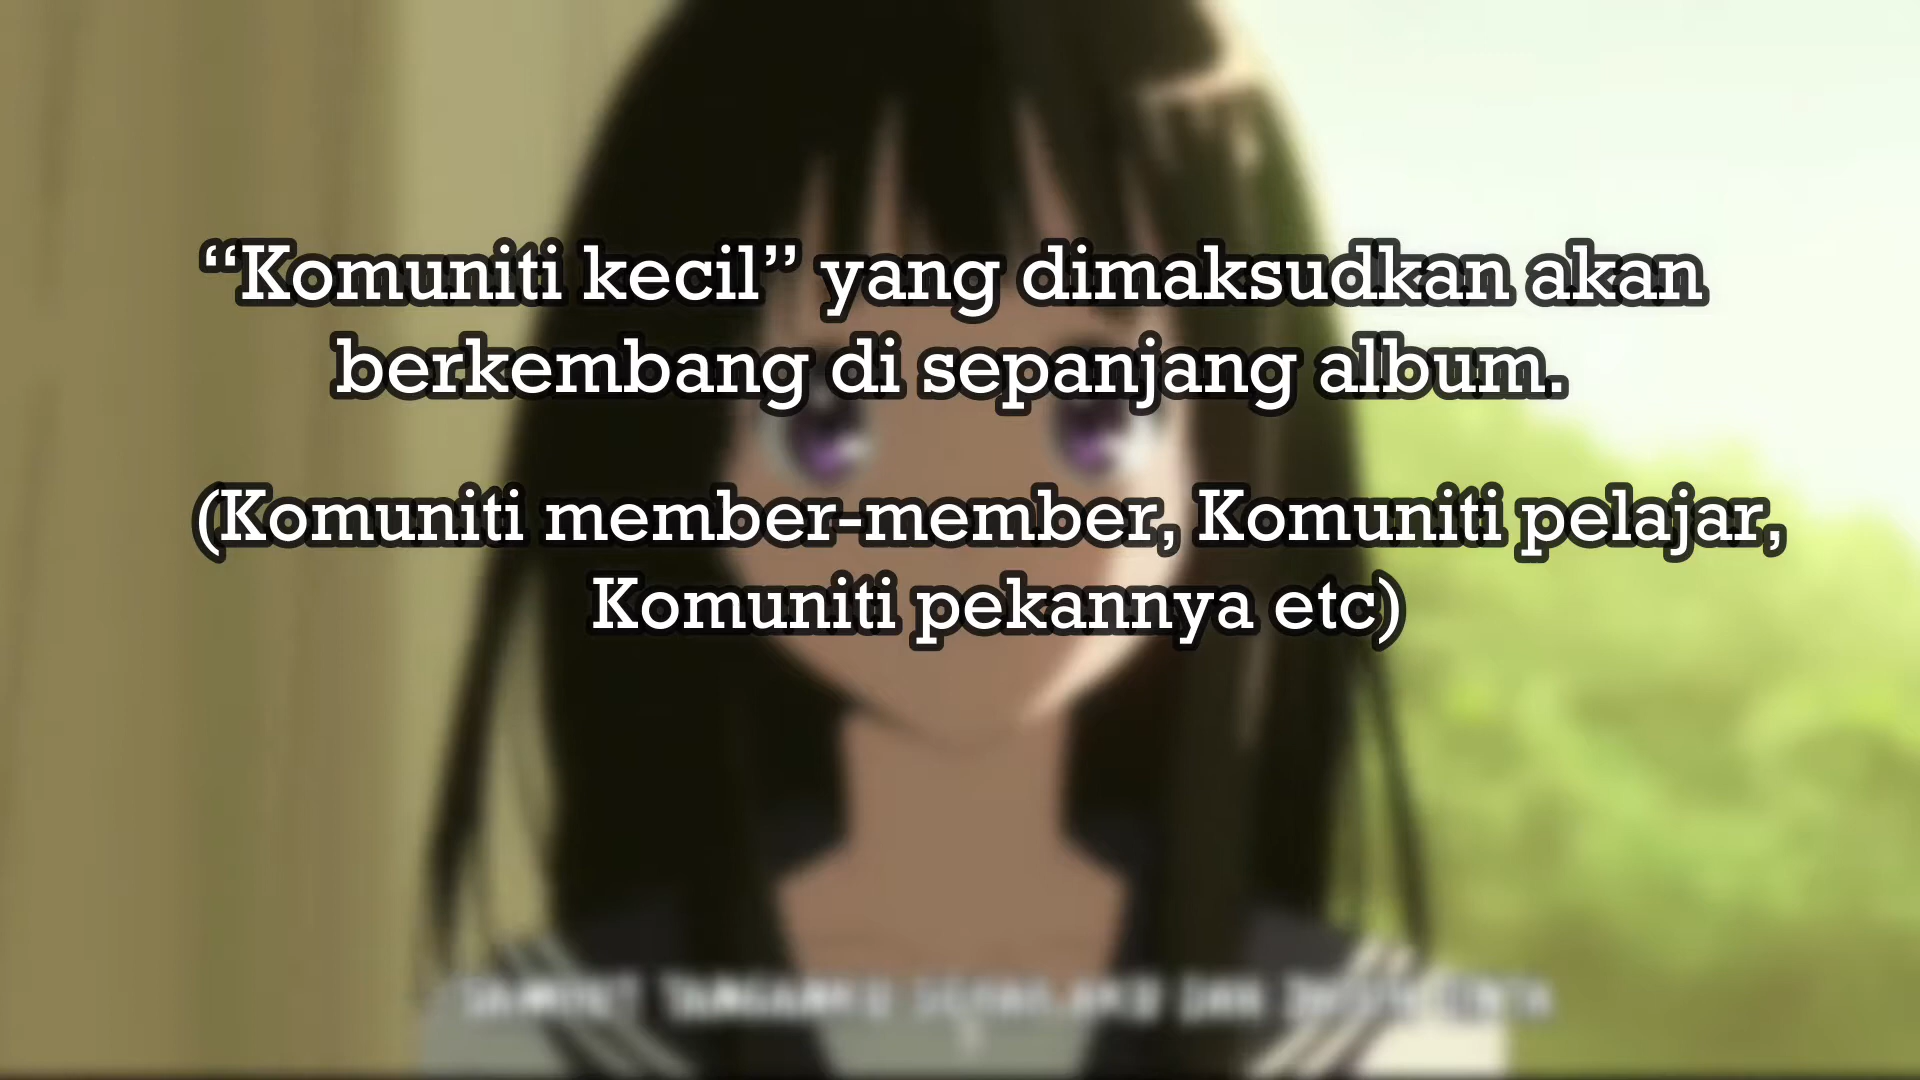 “Komuniti kecil” yang dimaksudkan akan
berkembang di sepanjang album.
(Komuniti member-member, Komuniti pelajar,
Komuniti pekannya etc)